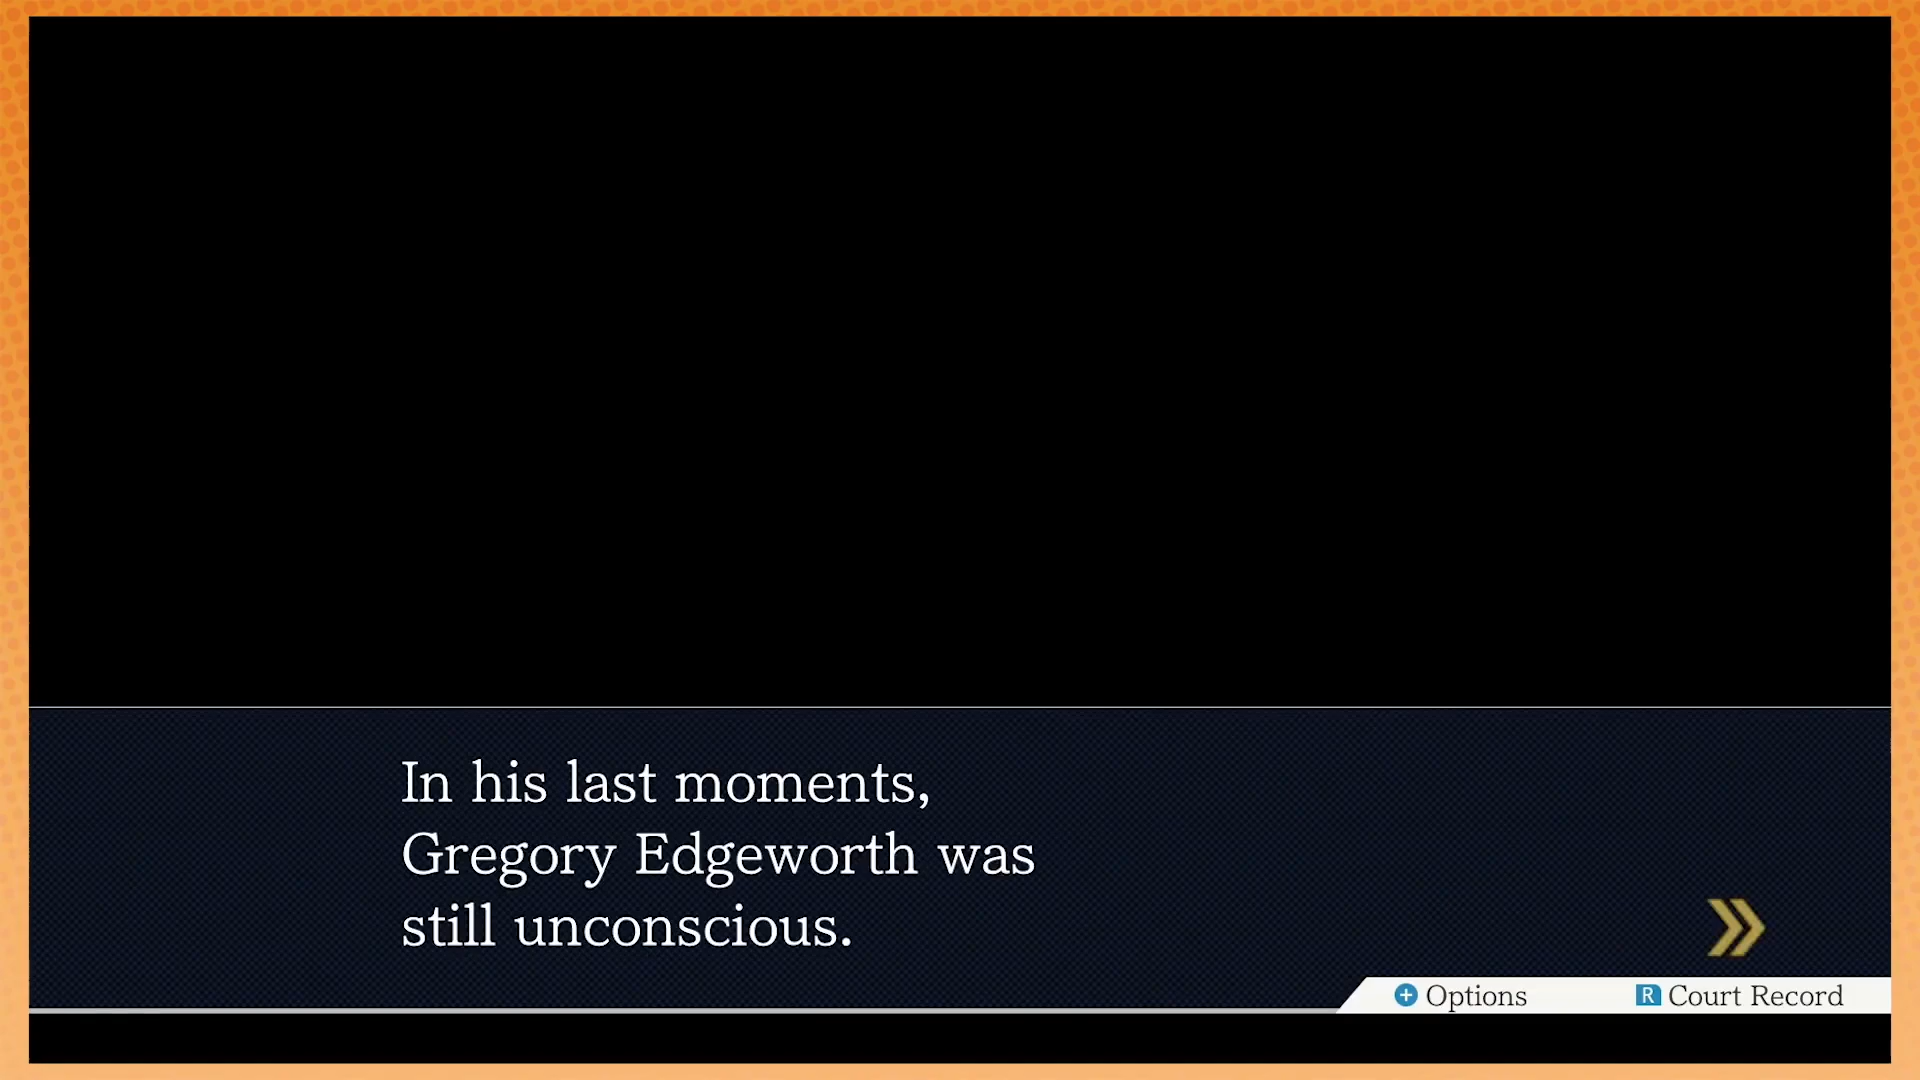 In his last moments,
Gregory Edgeworth was
still unconscious.
+ Options
R Court Record